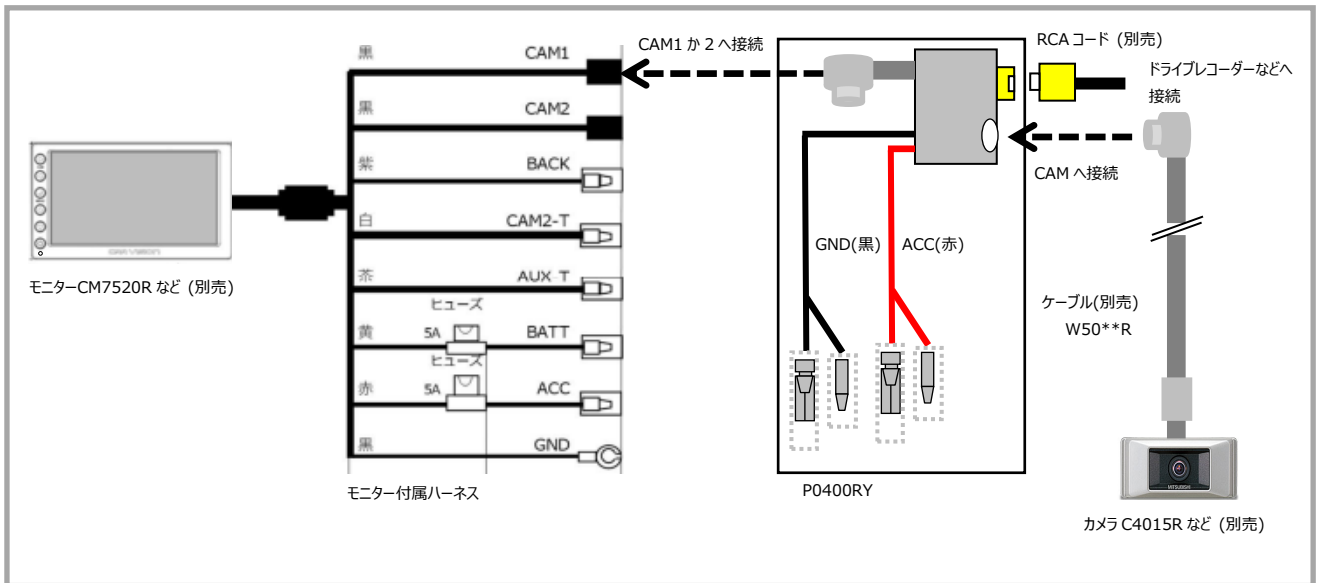 黒 CAM1
黒 CAM2
紫 BACK
白 CAM2-T
茶 AUX-T
ヒューズ
黄 5A BATT
ヒューズ
赤 5A ACC
黒 GND
モニターCM7520R など (別売)
モニター付属ハーネス
CAM1 か 2 へ接続
GND(黒)
ACC(赤)
P0400RY
RCA コード (別売)
ドライブレコーダーなどへ
接続
CAM へ接続
ケーブル(別売)
W50**R
MITSUBISHI
カメラ C4015R など (別売)